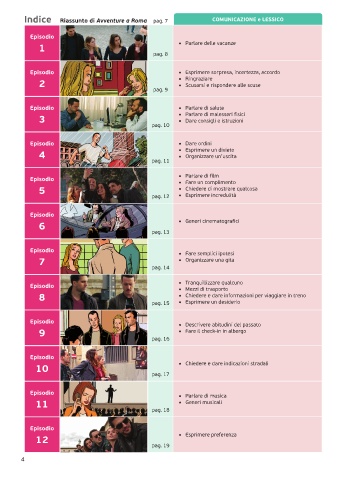 Indice Riassunto di Avventure a Roma pag. 7 COMUNICAZIONE e LESSICO
Episodio
1
pag. 8
• Parlare delle vacanze
Episodio
2
pag. 9
• Esprimere sorpresa, incertezza, accordo
• Ringraziare
• Scusarsi e rispondere alle scuse
Episodio
3
pag. 10
• Parlare di salute
• Parlare di malesseri fisici
• Dare consigli e istruzioni
Episodio
4
pag. 11
• Dare ordini
• Esprimere un divieto
• Organizzare un'uscita
Episodio
5
pag. 12
• Parlare di film
• Fare un complimento
• Chiedere di mostrare qualcosa
• Esprimere incredulità
Episodio
6
pag. 13
• Generi cinematografici
Episodio
7
pag. 14
• Fare semplici ipotesi
• Organizzare una gita
Episodio
8
pag. 15
• Tranquillizzare qualcuno
• Mezzi di trasporto
• Chiedere e dare informazioni per viaggiare in treno
• Esprimere un desiderio
Episodio
9
pag. 16
• Descrivere abitudini del passato
• Fare il check-in in albergo
Episodio
10
pag. 17
• Chiedere e dare indicazioni stradali
Episodio
11
pag. 18
• Parlare di musica
• Generi musicali
Episodio
12
pag. 19
• Esprimere preferenza
4